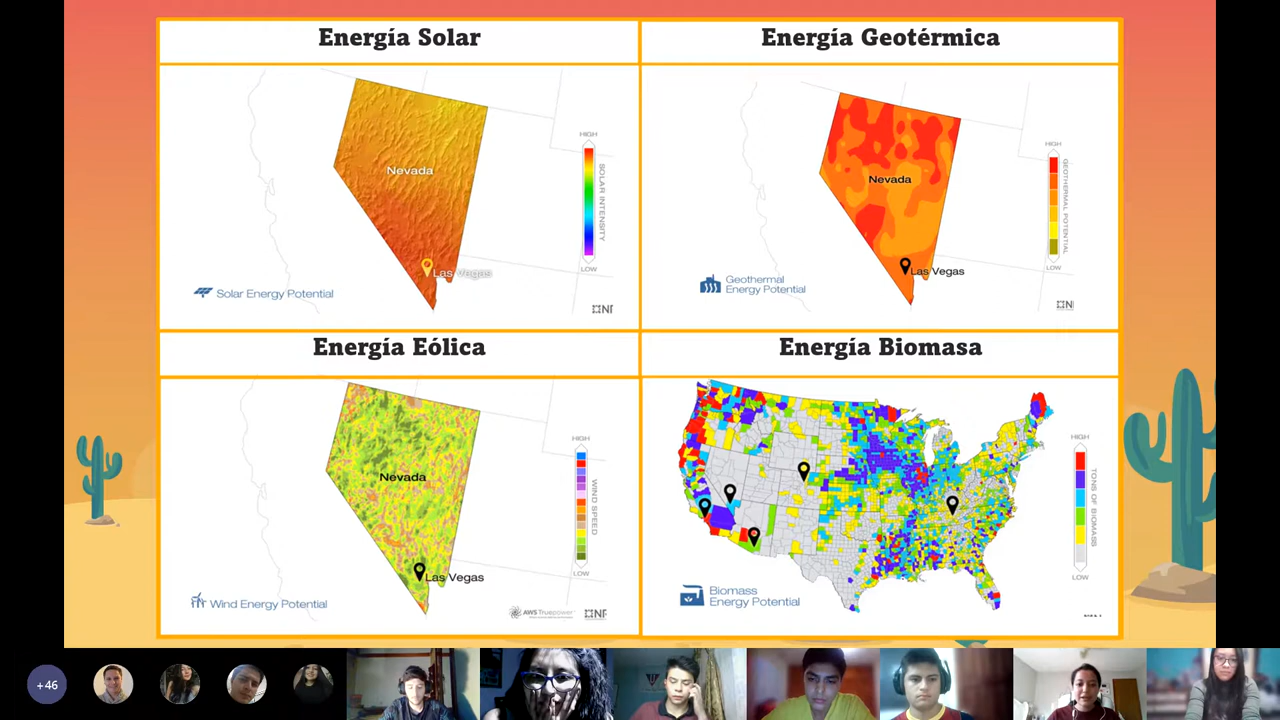 Energía Solar
Energía Geotérmica
Nevada
HIGH
SOLAR INTENSITY
LOW
Las Vegas
Solar Energy Potential
Nevada
HIGH
GEOTHERMAL POTENTIAL
LOW
Las Vegas
Geothermal
Energy Potential
Energía Eólica
Energía Biomasa
Nevada
HIGH
WIND SPEED
LOW
Las Vegas
Wind Energy Potential
AWS Truepower
HIGH
TONS OF BIOMASS
LOW
Biomass
Energy Potential
+46